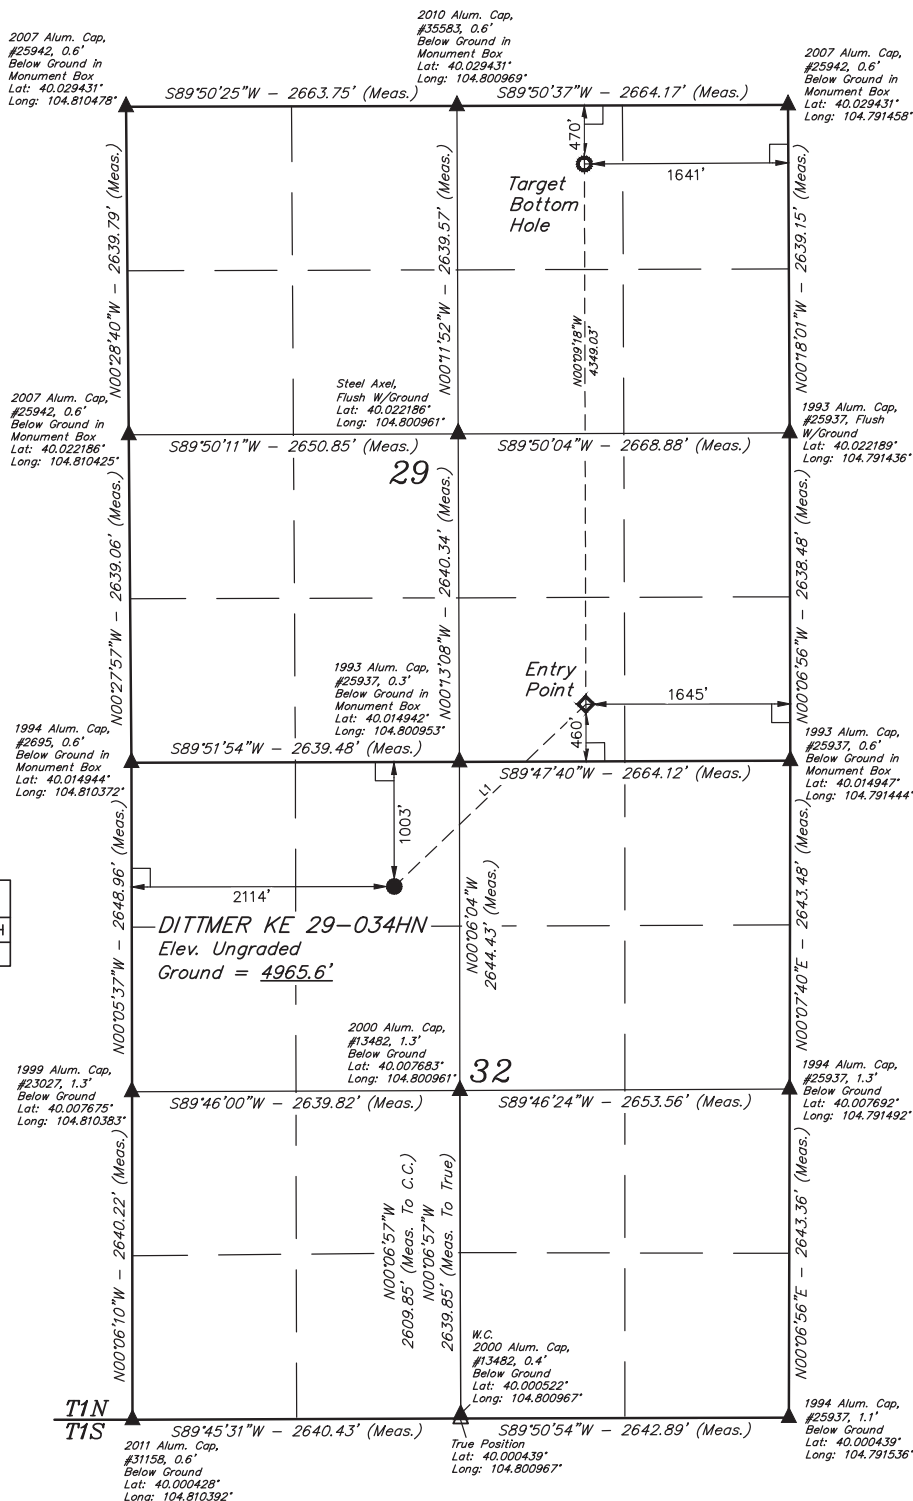 2010 Alum. Cap,
#35583, 0.6'
Below Ground in
Monument Box
Lat: 40.029431°
Long: 104.800969°
2007 Alum. Cap,
#25942, 0.6'
Below Ground in
Monument Box
Lat: 40.029431°
Long: 104.810478°
2007 Alum. Cap,
#25942, 0.6'
Below Ground in
Monument Box
Lat: 40.029431°
Long: 104.791458°
S89°50'25"W - 2663.75' (Meas.)
S89°50'37"W - 2664.17' (Meas.)
470'
1641'
Target
Bottom
Hole
N00°28'40"W - 2639.79' (Meas.)
N00°11'52"W - 2639.57' (Meas.)
N00°09'18"W
4349.03'
N00°18'01"W - 2639.15' (Meas.)
2007 Alum. Cap,
#25942, 0.6'
Below Ground in
Monument Box
Lat: 40.022186°
Long: 104.810425°
Steel Axel,
Flush W/Ground
Lat: 40.022186°
Long: 104.800961°
1993 Alum. Cap,
#25937, Flush
W/Ground
Lat: 40.022189°
Long: 104.791436°
S89°50'11"W - 2650.85' (Meas.)
S89°50'04"W - 2668.88' (Meas.)
29
N00°27'57"W - 2639.06' (Meas.)
N00°13'08"W - 2640.34' (Meas.)
N00°06'56"W - 2638.48' (Meas.)
Entry
Point
1645'
460'
1993 Alum. Cap,
#25937, 0.3'
Below Ground in
Monument Box
Lat: 40.014942°
Long: 104.800953°
1994 Alum. Cap,
#2695, 0.6'
Below Ground in
Monument Box
Lat: 40.014944°
Long: 104.810372°
1993 Alum. Cap,
#25937, 0.6'
Below Ground in
Monument Box
Lat: 40.014947°
Long: 104.791444°
S89°51'54"W - 2639.48' (Meas.)
S89°47'40"W - 2664.12' (Meas.)
L1
1003'
2114'
DITTMER KE 29-034HN
Elev. Ungraded
Ground = 4965.6'
N00°05'37"W - 2648.96' (Meas.)
N00°06'04"W
2644.43' (Meas.)
N00°07'40"E - 2643.48' (Meas.)
2000 Alum. Cap,
#13482, 1.3'
Below Ground
Lat: 40.007683°
Long: 104.800961°
32
1999 Alum. Cap,
#23027, 1.3'
Below Ground
Lat: 40.007675°
Long: 104.810383°
1994 Alum. Cap,
#25937, 1.3'
Below Ground
Lat: 40.007692°
Long: 104.791492°
S89°46'00"W - 2639.82' (Meas.)
S89°46'24"W - 2653.56' (Meas.)
N00°06'10"W - 2640.22' (Meas.)
N00°06'57"W
2609.85' (Meas. To C.C.)
N00°06'57"W
2639.85' (Meas. To True)
N00°06'56"E - 2643.36' (Meas.)
W.C.
2000 Alum. Cap,
#13482, 0.4'
Below Ground
Lat: 40.000522°
Long: 104.800967°
T1N
T1S
S89°45'31"W - 2640.43' (Meas.)
S89°50'54"W - 2642.89' (Meas.)
1994 Alum. Cap,
#25937, 1.1'
Below Ground
Lat: 40.000439°
Long: 104.791536°
2011 Alum. Cap,
#31158, 0.6'
Below Ground
Lat: 40.000428°
Long: 104.810392°
True Position
Lat: 40.000439°
Long: 104.800967°